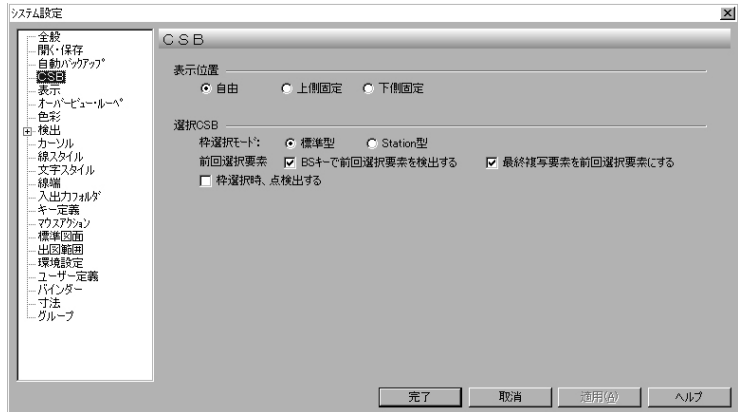 システム設定
全般
開く・保存
自動バックアップ
CSB
表示
オーバービュー・ルーペ
色彩
検出
カーソル
線スタイル
文字スタイル
線端
入出力フォルダ
キー定義
マウスアクション
標準図面
出図範囲
環境設定
ユーザー定義
バインダー
寸法
グループ
CSB
表示位置
自由 上側固定 下側固定
選択CSB
枠選択モード: 標準型 Station型
前回選択要素 BSキーで前回選択要素を検出する 最終複写要素を前回選択要素にする
枠選択時、点検出する
完了 取消 適用(A) ヘルプ